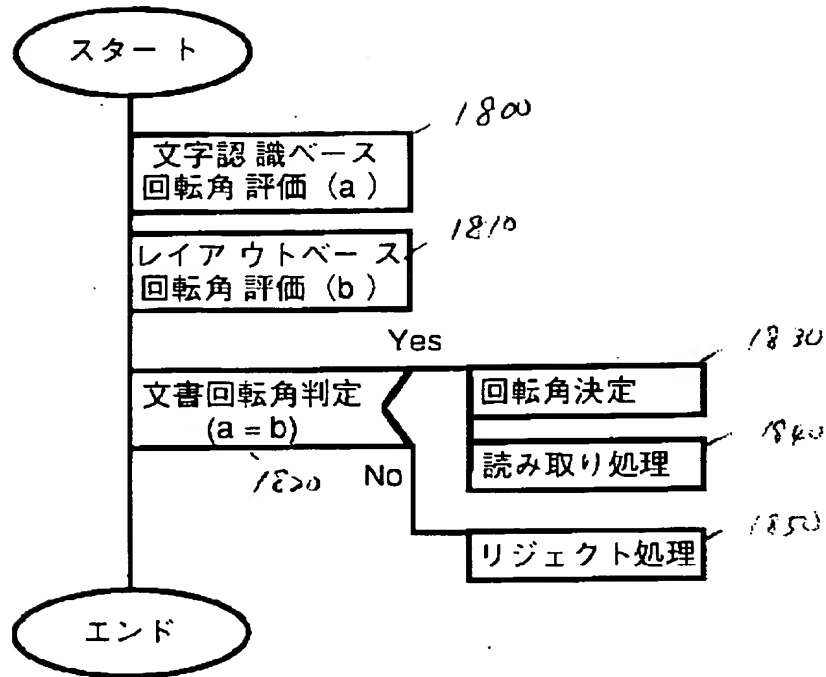 スタート
1800
文字認識ベース
回転角評価 (a)
1810
レイアウトベース
回転角評価 (b)
Yes
1830
文書回転角判定
(a = b)
回転角決定
1840
読み取り処理
1820
No
1850
リジェクト処理
エンド